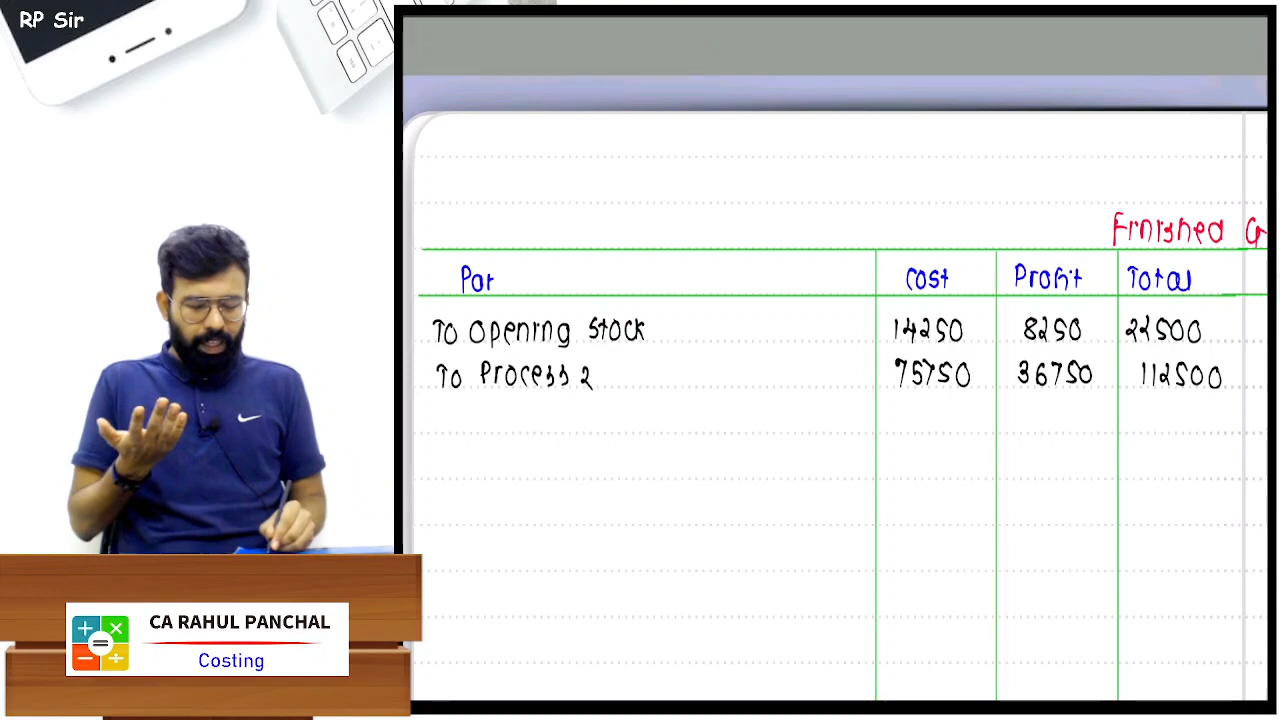 RP Sir
Finished G
Par Cost Profit Total
To Opening Stock 14250 8250 22500
To Process 2 75750 36750 112500
CA RAHUL PANCHAL
Costing